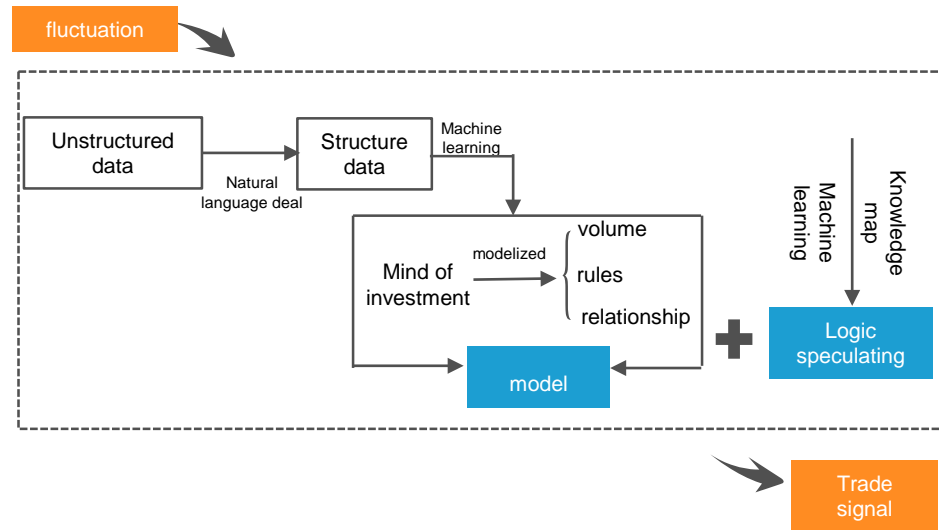 fluctuation
Unstructured
data
Natural
language deal
Structure
data
Machine
learning
Mind of
investment
modelized
volume
rules
relationship
model
Machine
learning
Knowledge
map
Logic
speculating
Trade
signal